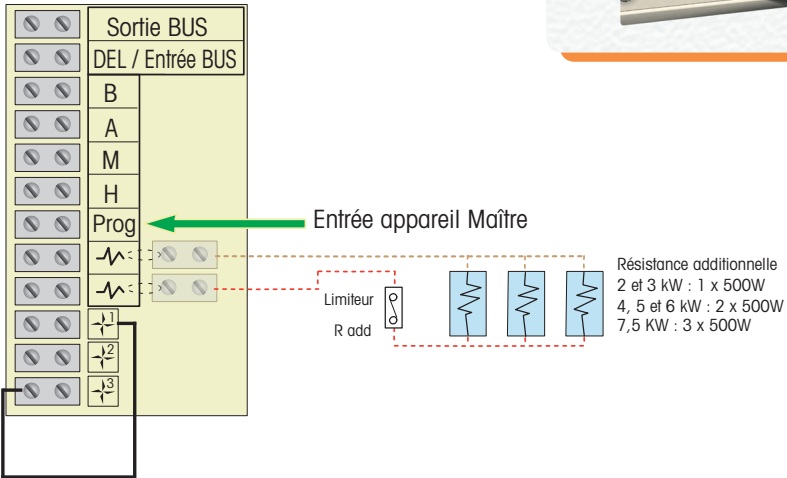 Sortie BUS
DEL / Entrée BUS
B
A
M
H
Prog
Entrée appareil Maître
Limiteur
R add
Résistance additionnelle
2 et 3 kW : 1 x 500W
4, 5 et 6 kW : 2 x 500W
7,5 KW : 3 x 500W
1
2
3